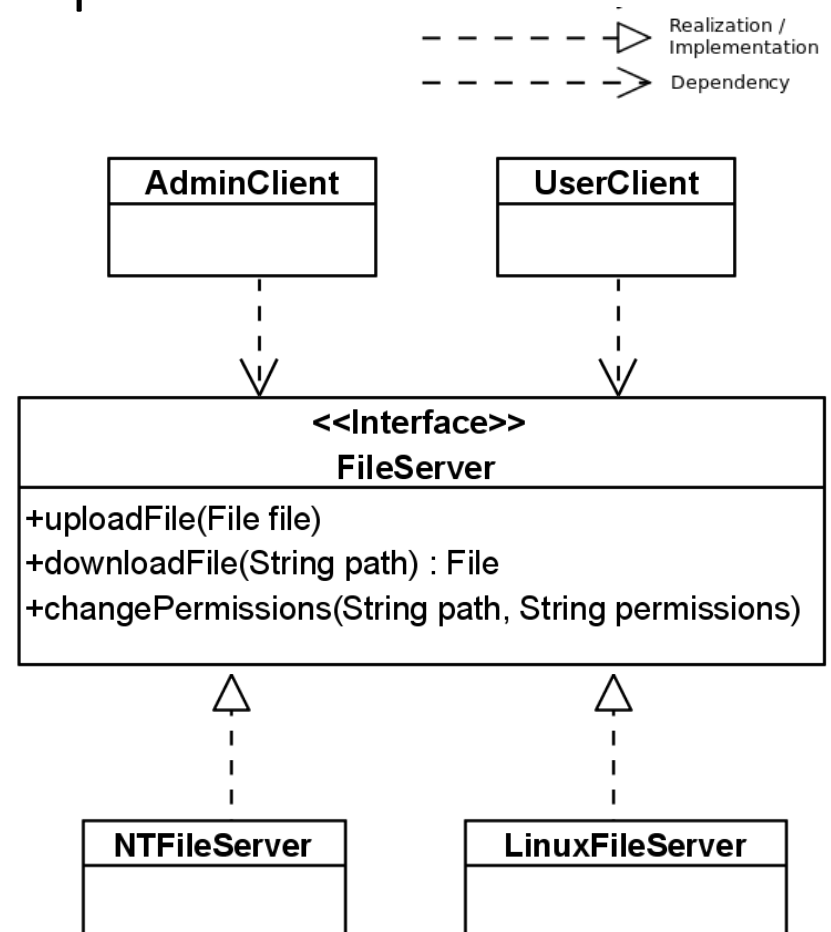 Realization /
Implementation
Dependency
AdminClient
UserClient
<<Interface>>
FileServer
+uploadFile(File file)
+downloadFile(String path) : File
+changePermissions(String path, String permissions)
NTFileServer
LinuxFileServer